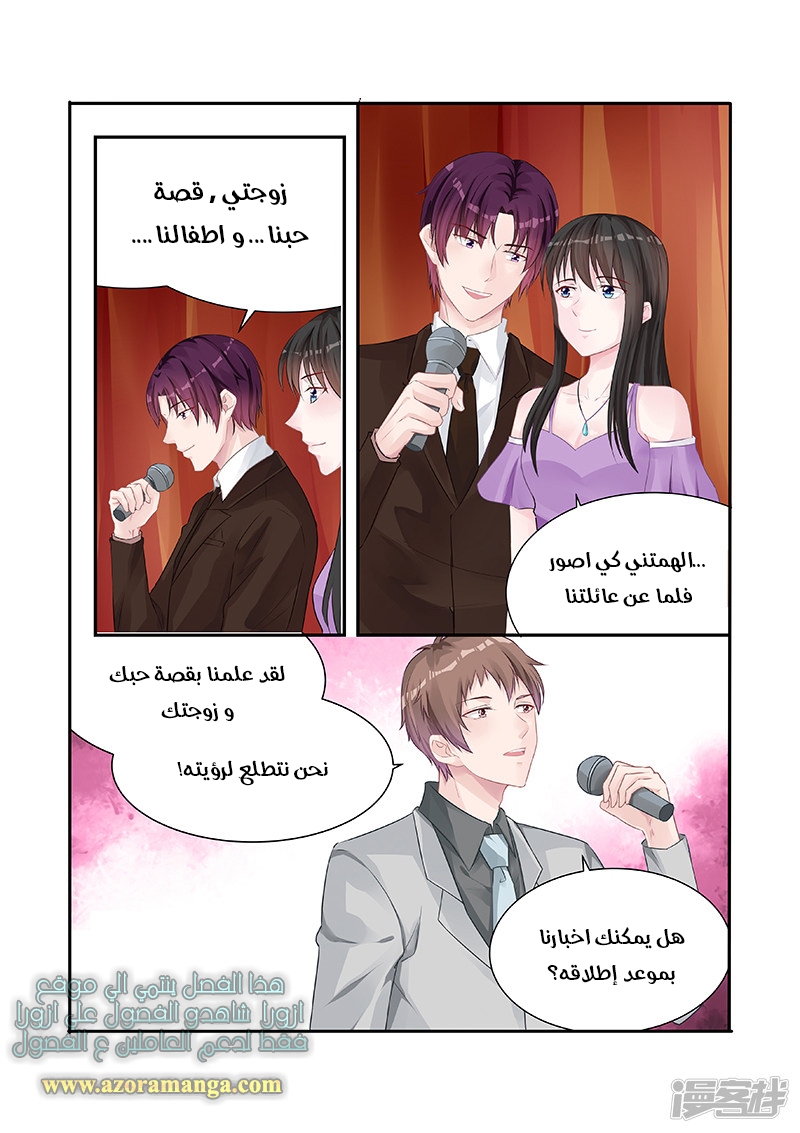 ...الهمتني كي اصور
فلما عن عائلتنا
زوجتي , قصة
حبنا ... و اطفالنا ....
لقد علمنا بقصة حبك
و زوجتك
نحن نتطلع لرؤيته!
هل يمكنك اخبارنا
بموعد إطلاقه؟
هذا الفصل ينتمي الي موقع
ازورا شاهدو الفصول على ازورا
فقط لدعم العاملين ع الفصول
www.azoramanga.com
漫客栈